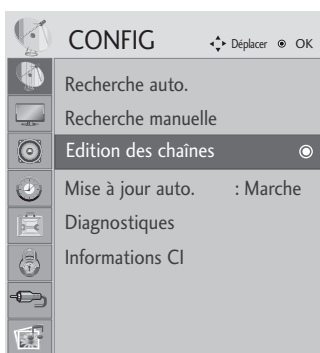 CONFIG Déplacer OK
Recherche auto.
Recherche manuelle
Edition des chaînes
Mise à jour auto. : Marche
Diagnostiques
Informations CI